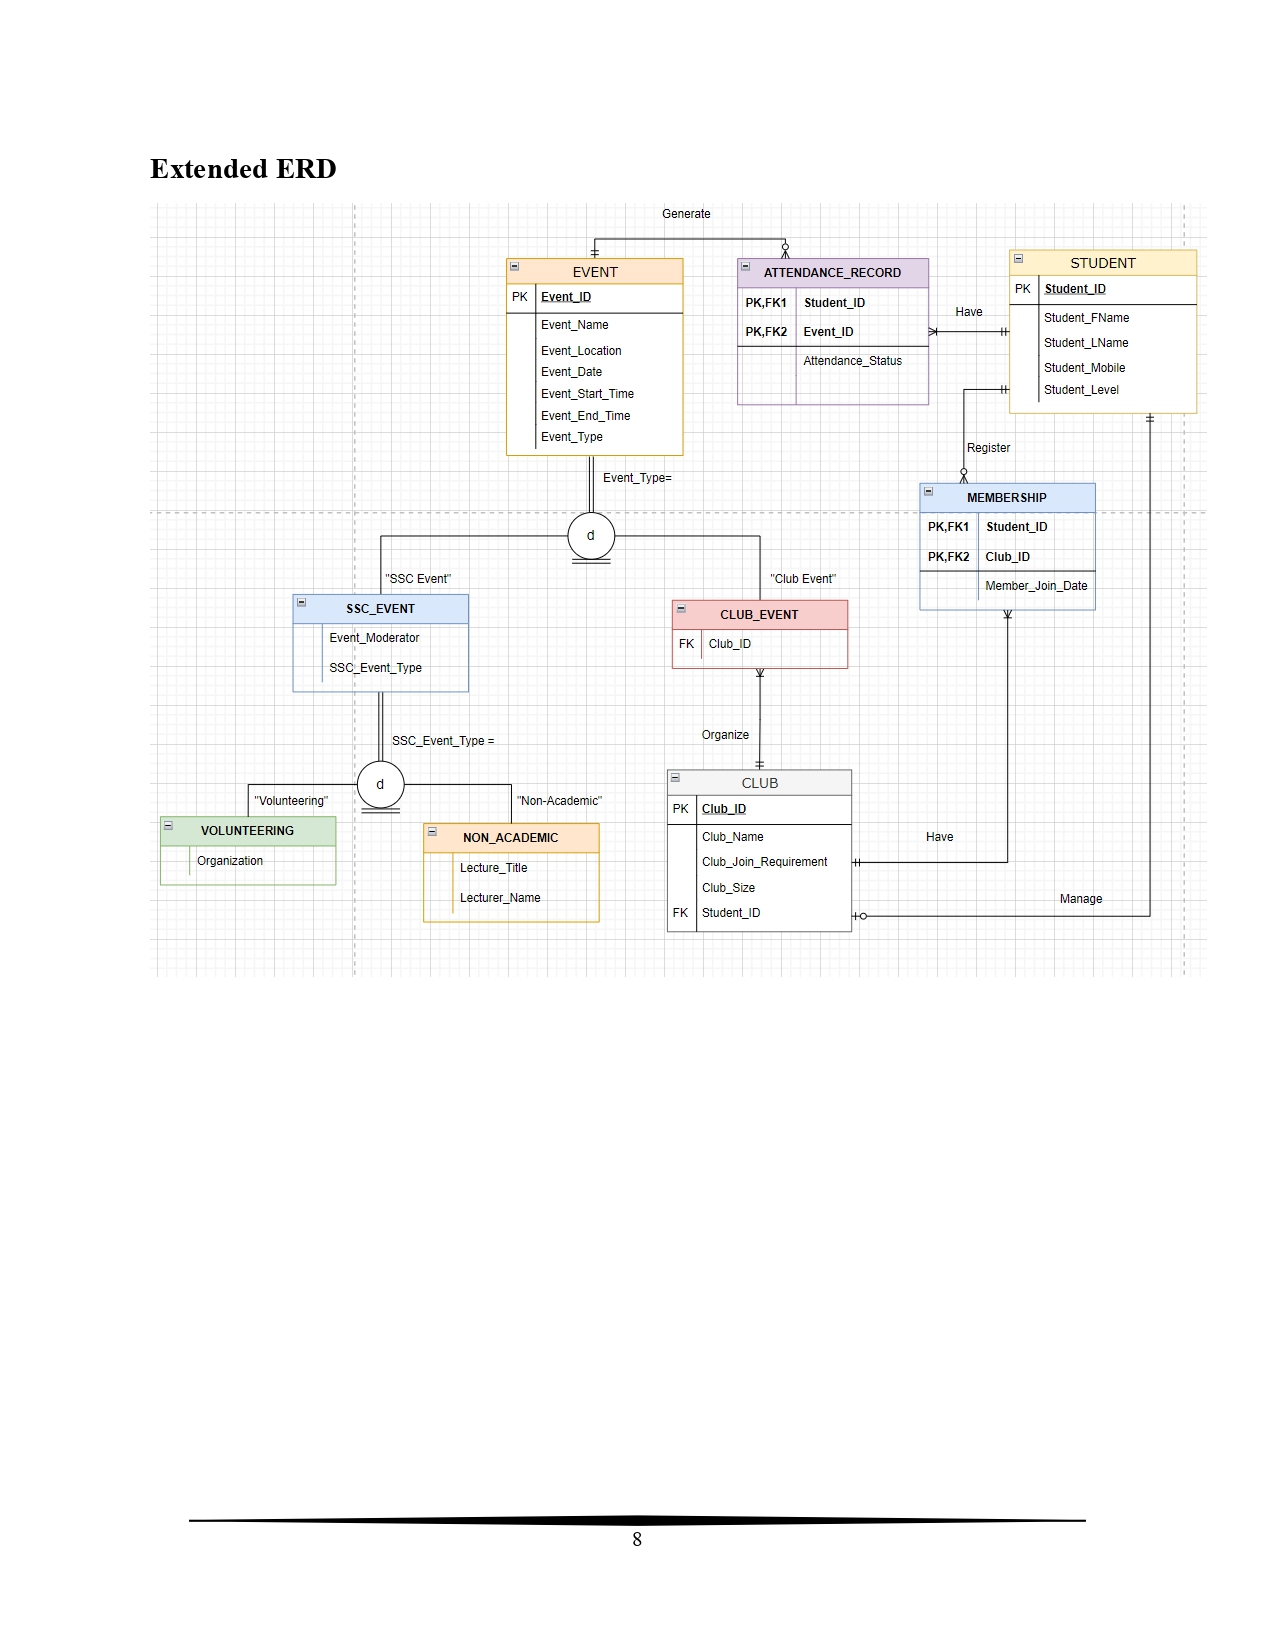 Extended ERD
Generate
EVENT
PK Event_ID
Event_Name
Event_Location
Event_Date
Event_Start_Time
Event_End_Time
Event_Type
ATTENDANCE_RECORD
PK,FK1 Student_ID
PK,FK2 Event_ID
Attendance_Status
Have
STUDENT
PK Student_ID
Student_FName
Student_LName
Student_Mobile
Student_Level
Register
Event_Type=
d
MEMBERSHIP
PK,FK1 Student_ID
PK,FK2 Club_ID
Member_Join_Date
"SSC Event"
"Club Event"
SSC_EVENT
Event_Moderator
SSC_Event_Type
CLUB_EVENT
FK Club_ID
SSC_Event_Type =
d
Organize
"Volunteering"
"Non-Academic"
VOLUNTEERING
Organization
NON_ACADEMIC
Lecture_Title
Lecturer_Name
CLUB
PK Club_ID
Club_Name
Club_Join_Requirement
Club_Size
FK Student_ID
Have
Manage
8